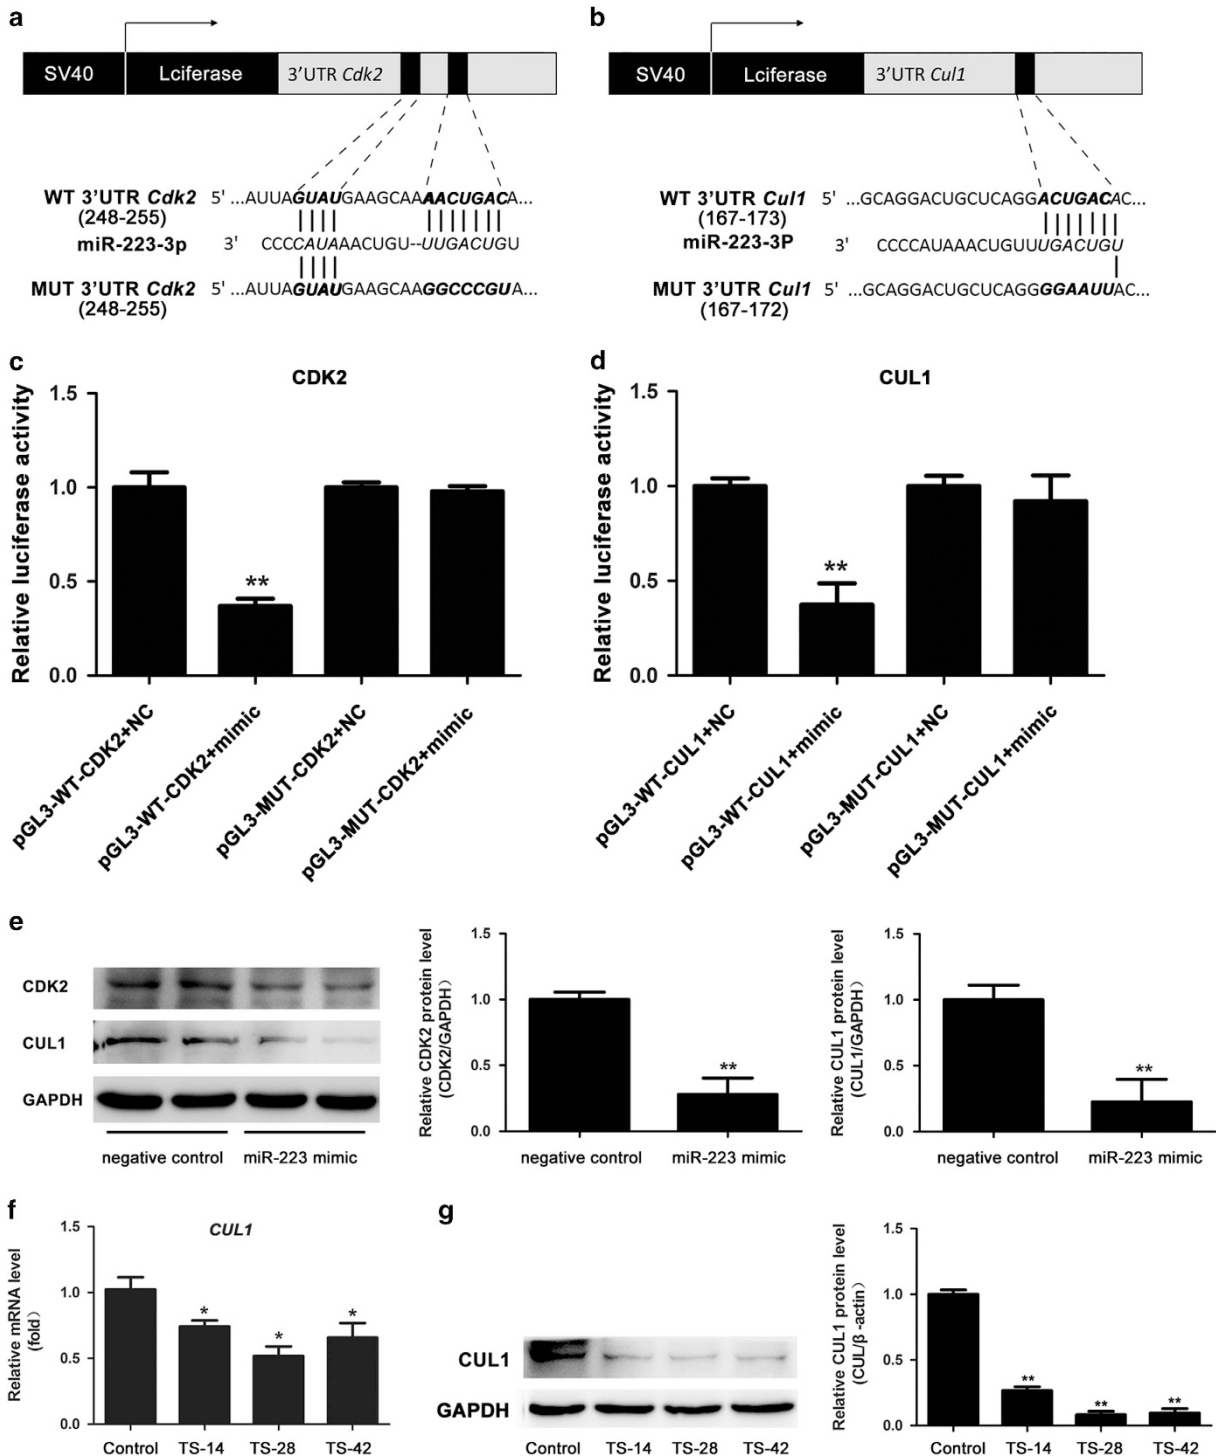 a
SV40 Lciferase 3'UTR Cdk2
WT 3'UTR Cdk2 5' ...AUUAGUAUGAAGCAAAACUGACA...
(248-255)
miR-223-3p 3' CCCCAUAAACUGU--UUGACUGU
MUT 3'UTR Cdk2 5' ...AUUAGUAUGAAGCAAGGCCCGUA...
(248-255)
b
SV40 Lciferase 3'UTR Cul1
WT 3'UTR Cul1 5' ...GCAGGACUGCUCAGGACUGACAC...
(167-173)
miR-223-3P 3' CCCCAUAAACUGUUUGACUGU
MUT 3'UTR Cul1 5' ...GCAGGACUGCUCAGGGGAAUUAC...
(167-172)
c
CDK2
Relative luciferase activity
1.5
1.0
0.5
0.0
**
pGL3-WT-CDK2+NC
pGL3-WT-CDK2+mimic
pGL3-MUT-CDK2+NC
pGL3-MUT-CDK2+mimic
d
CUL1
Relative luciferase activity
1.5
1.0
0.5
0.0
**
pGL3-WT-CUL1+NC
pGL3-WT-CUL1+mimic
pGL3-MUT-CUL1+NC
pGL3-MUT-CUL1+mimic
e
CDK2
CUL1
GAPDH
negative control miR-223 mimic
Relative CDK2 protein level
(CDK2/GAPDH)
1.5
1.0
0.5
0.0
**
negative control miR-223 mimic
Relative CUL1 protein level
(CUL1/GAPDH)
1.5
1.0
0.5
0.0
**
negative control miR-223 mimic
f
CUL1
Relative mRNA level
(fold)
1.5
1.0
0.5
0.0
* * *
Control TS-14 TS-28 TS-42
g
CUL1
GAPDH
Control TS-14 TS-28 TS-42
Relative CUL1 protein level
(CUL/β -actin)
1.5
1.0
0.5
0.0
** ** **
Control TS-14 TS-28 TS-42